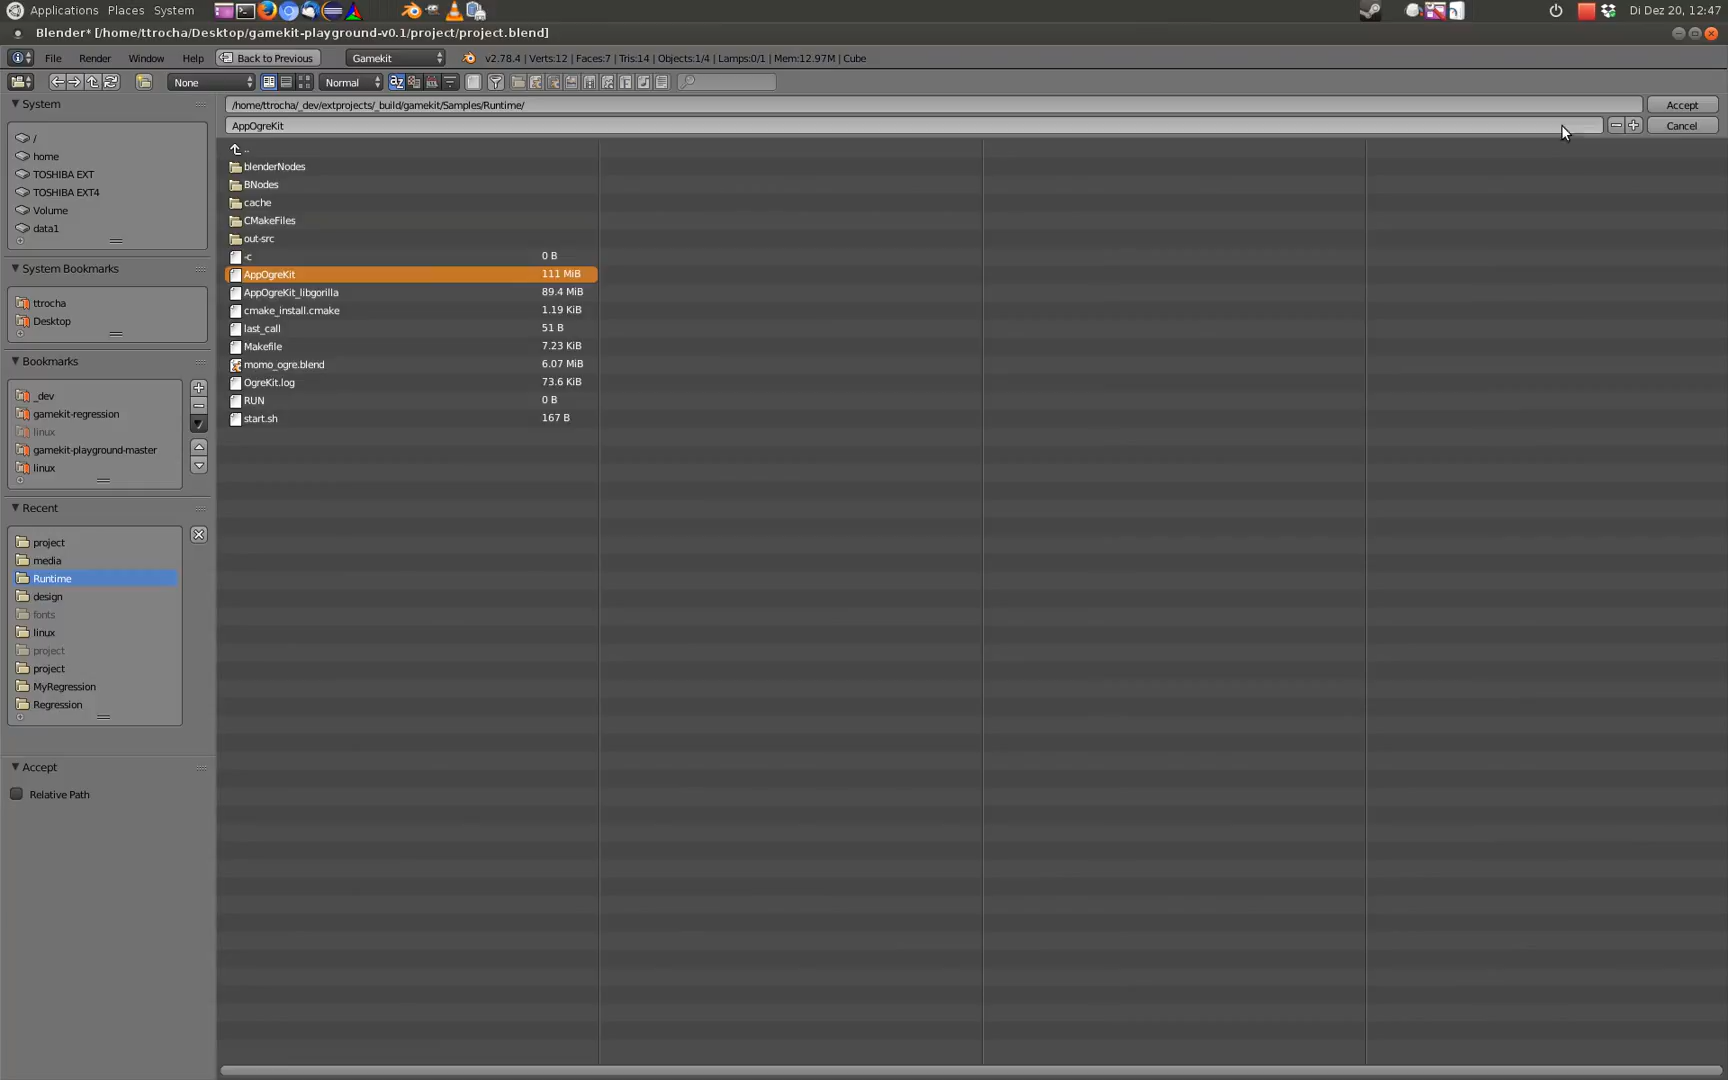 Applications Places System Di Dez 20, 12:47
Blender* [/home/ttrocha/Desktop/gamekit-playground-v0.1/project/project.blend]
File Render Window Help Back to Previous Gamekit v2.78.4 | Verts:12 | Faces:7 | Tris:14 | Objects:1/4 | Lamps:0/1 | Mem:12.97M | Cube
None Normal
System
/
home
TOSHIBA EXT
TOSHIBA EXT4
Volume
data1
System Bookmarks
ttrocha
Desktop
Bookmarks
_dev
gamekit-regression
linux
gamekit-playground-master
linux
Recent
project
media
Runtime
design
fonts
linux
project
project
MyRegression
Regression
Accept
Relative Path
/home/ttrocha/_dev/extprojects/_build/gamekit/Samples/Runtime/ Accept
AppOgreKit Cancel
..
blenderNodes
BNodes
cache
CMakeFiles
out-src
-c 0 B
AppOgreKit 111 MiB
AppOgreKit_libgorilla 89.4 MiB
cmake_install.cmake 1.19 KiB
last_call 51 B
Makefile 7.23 KiB
momo_ogre.blend 6.07 MiB
OgreKit.log 73.6 KiB
RUN 0 B
start.sh 167 B